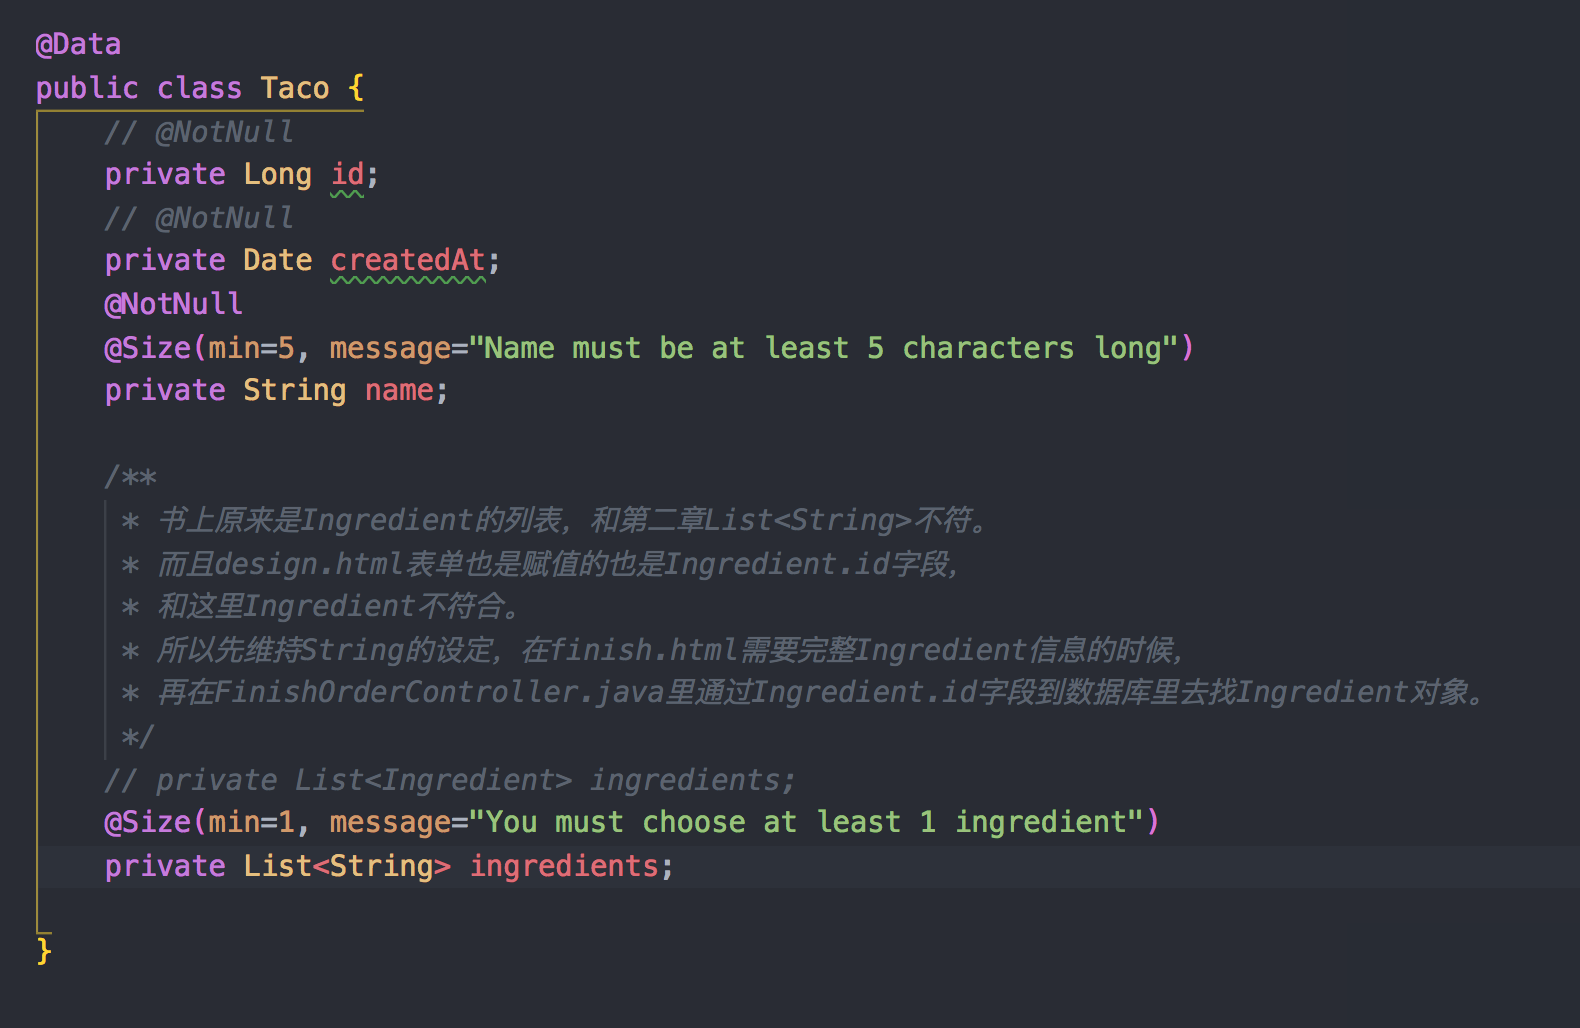 @Data
public class Taco {
// @NotNull
private Long id;
// @NotNull
private Date createdAt;
@NotNull
@Size(min=5, message="Name must be at least 5 characters long")
private String name;
/**
* 书上原来是Ingredient的列表，和第二章List<String>不符。
* 而且design.html表单也是赋值的也是Ingredient.id字段，
* 和这里Ingredient不符合。
* 所以先维持String的设定，在finish.html需要完整Ingredient信息的时候，
* 再在FinishOrderController.java里通过Ingredient.id字段到数据库里去找Ingredient对象。
*/
// private List<Ingredient> ingredients;
@Size(min=1, message="You must choose at least 1 ingredient")
private List<String> ingredients;
}